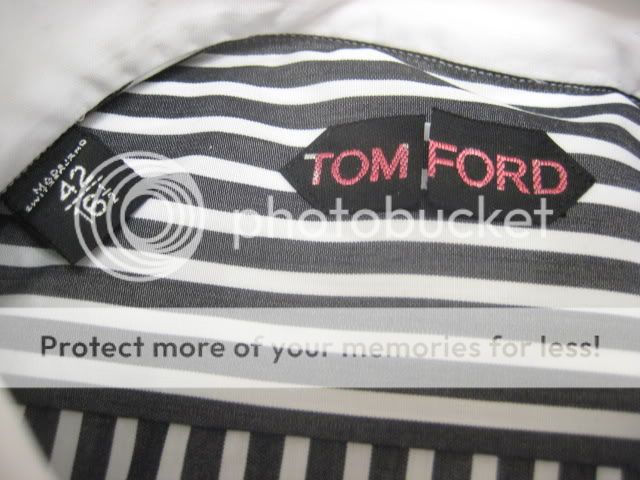 TOM FORD
42
16½
photobucket
Protect more of your memories for less!